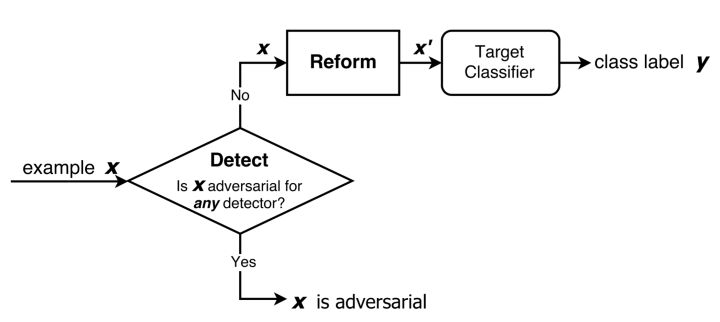 x
Reform
x'
Target
Classifier
class label y
No
example x
Detect
Is x adversarial for
any detector?
Yes
x is adversarial